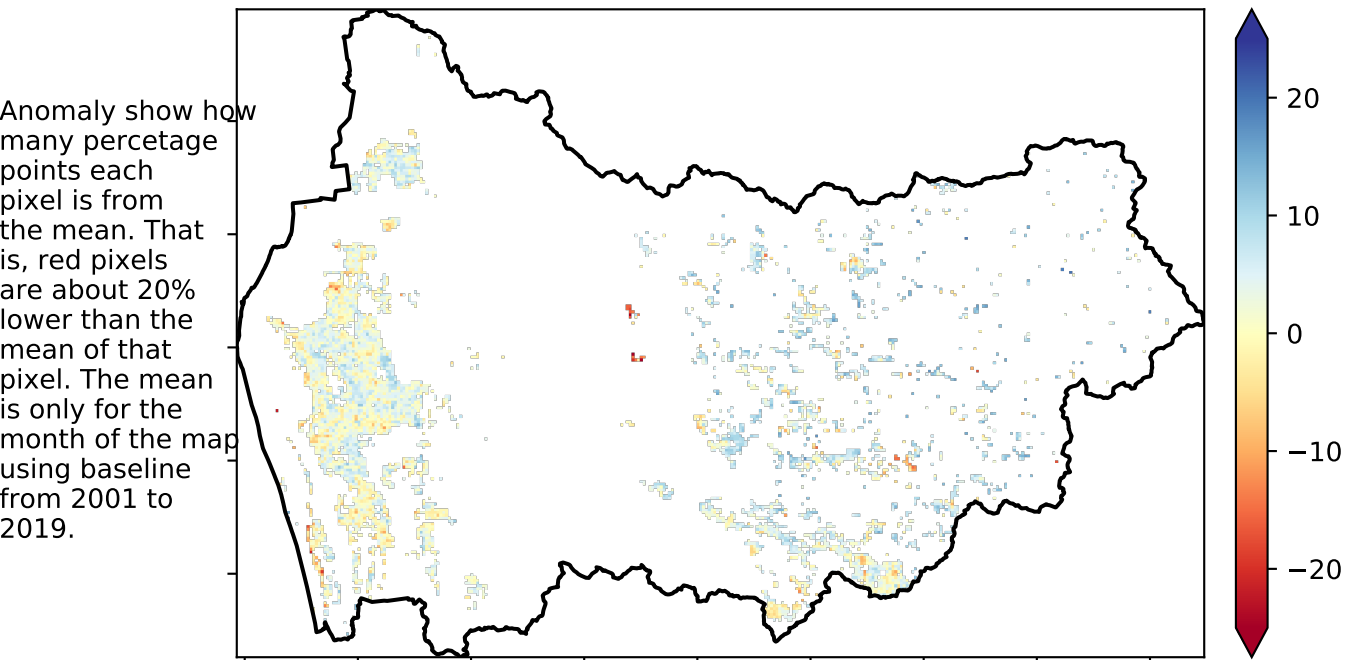 Anomaly show how
many percetage
points each
pixel is from
the mean. That
is, red pixels
are about 20%
lower than the
mean of that
pixel. The mean
is only for the
month of the map
using baseline
from 2001 to
2019.
20
10
0
−10
−20